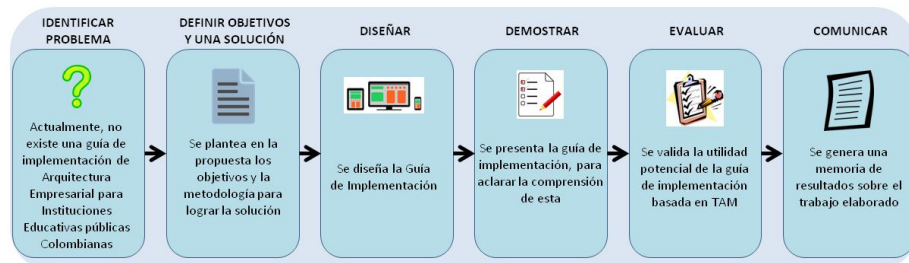 IDENTIFICAR
PROBLEMA
Actualmente, no
existe una guía de
implementación de
Arquitectura
Empresarial para
Instituciones
Educativas públicas
Colombianas
DEFINIR OBJETIVOS
Y UNA SOLUCIÓN
Se plantea en la
propuesta los
objetivos y la
metodología para
lograr la solución
DISEÑAR
Se diseña la Guía
de Implementación
DEMOSTRAR
Se presenta la guía de
implementación, para
aclarar la comprensión
de esta
EVALUAR
Se valida la utilidad
potencial de la guía
de implementación
basada en TAM
COMUNICAR
Se genera una
memoria de
resultados sobre el
trabajo elaborado